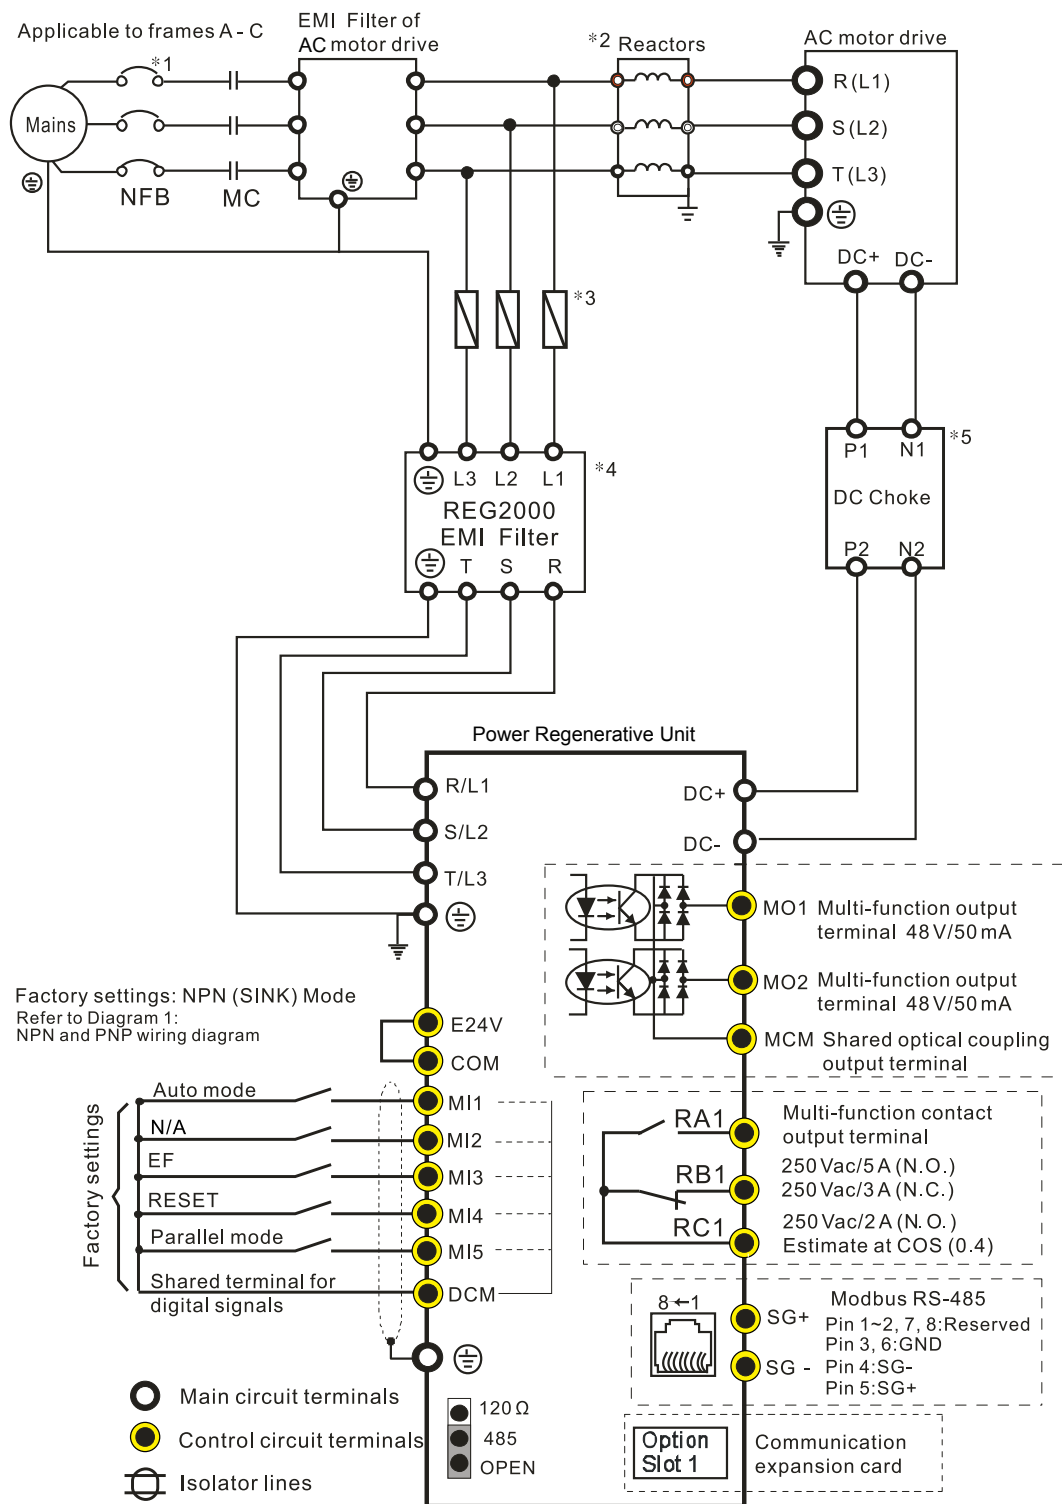 Applicable to frames A - C
EMI Filter of
AC motor drive
*2 Reactors
AC motor drive
*1
R(L1)
Mains
S(L2)
T(L3)
NFB
MC
DC+
DC-
*3
P1
N1
*5
*4
L3
L2
L1
DC Choke
REG2000
EMI Filter
P2
N2
T
S
R
Power Regenerative Unit
R/L1
DC+
S/L2
DC-
T/L3
MO1 Multi-function output
terminal 48V/50mA
MO2 Multi-function output
terminal 48V/50mA
MCM Shared optical coupling
output terminal
Factory settings: NPN (SINK) Mode
Refer to Diagram 1:
NPN and PNP wiring diagram
E24V
COM
Factory settings
Auto mode
MI1
N/A
MI2
EF
MI3
RESET
MI4
Parallel mode
MI5
Shared terminal for
digital signals
DCM
RA1
Multi-function contact
output terminal
RB1
250Vac/5A (N.O.)
250Vac/3A (N.C.)
RC1
250Vac/2A (N.O.)
Estimate at COS (0.4)
8←1
SG+
SG -
Modbus RS-485
Pin 1~2, 7, 8:Reserved
Pin 3, 6:GND
Pin 4:SG-
Pin 5:SG+
Main circuit terminals
Control circuit terminals
Isolator lines
120Ω
485
OPEN
Option
Slot 1
Communication
expansion card